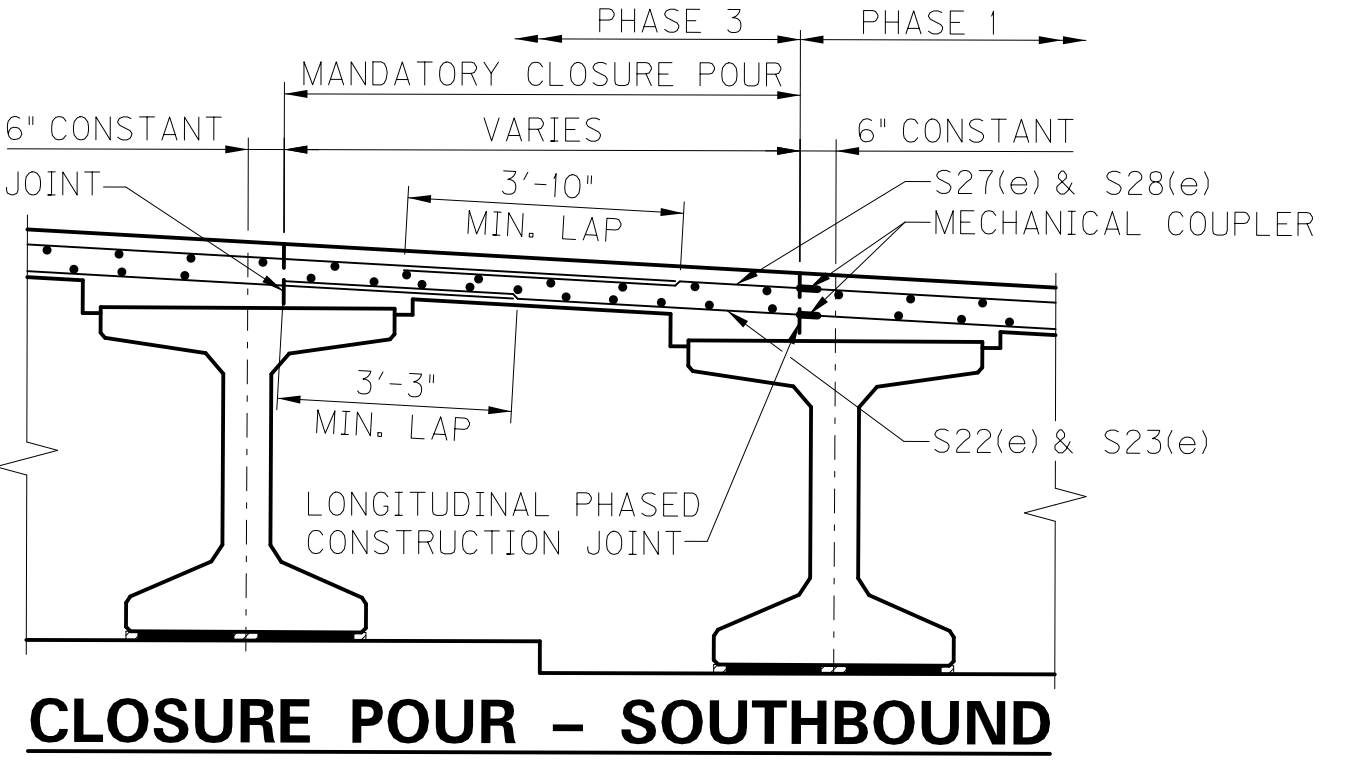 PHASE 3
PHASE 1
MANDATORY CLOSURE POUR
6" CONSTANT
VARIES
6" CONSTANT
JOINT
3'-10"
MIN. LAP
S27(e) & S28(e)
MECHANICAL COUPLER
3'-3"
MIN. LAP
S22(e) & S23(e)
LONGITUDINAL PHASED
CONSTRUCTION JOINT
CLOSURE POUR - SOUTHBOUND